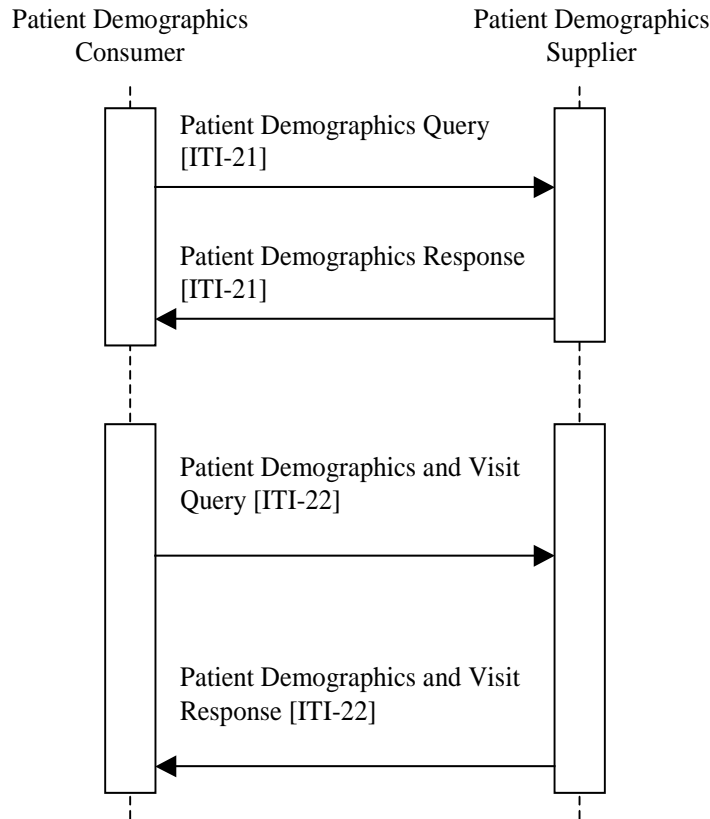 Patient Demographics
Consumer
Patient Demographics
Supplier
Patient Demographics Query
[ITI-21]
Patient Demographics Response
[ITI-21]
Patient Demographics and Visit
Query [ITI-22]
Patient Demographics and Visit
Response [ITI-22]